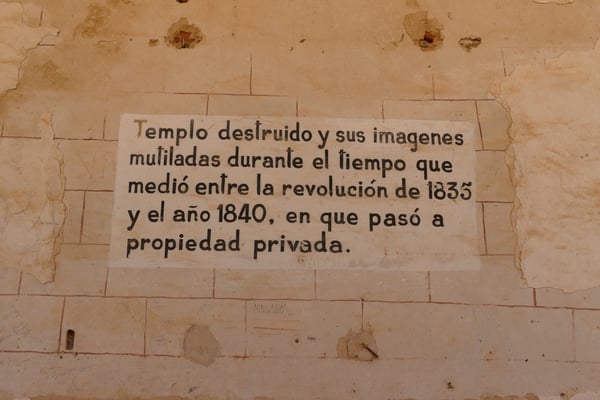 Templo destruido y sus imagenes
mutiladas durante el tiempo que
medió entre la revolución de 1835
y el año 1840, en que pasó a
propiedad privada.